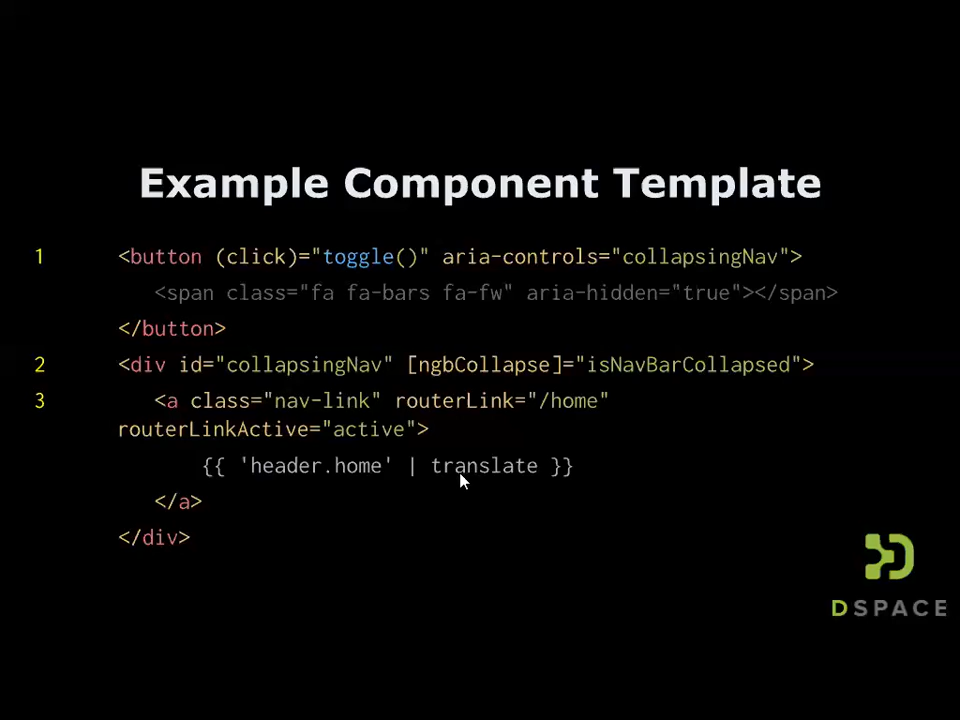 Example Component Template
1 <button (click)="toggle()" aria-controls="collapsingNav">
<span class="fa fa-bars fa-fw" aria-hidden="true"></span>
</button>
2 <div id="collapsingNav" [ngbCollapse]="isNavBarCollapsed">
3 <a class="nav-link" routerLink="/home"
routerLinkActive="active">
{{ 'header.home' | translate }}
</a>
</div>
DSPACE